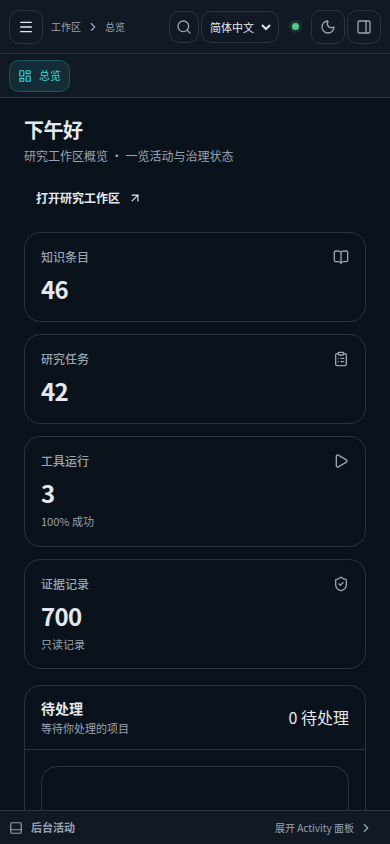 工作区 > 总览
简体中文
总览
下午好
研究工作区概览 • 一览活动与治理状态
打开研究工作区
知识条目
46
研究任务
42
工具运行
3
100% 成功
证据记录
700
只读记录
待处理
等待你处理的项目
0 待处理
后台活动
展开 Activity 面板